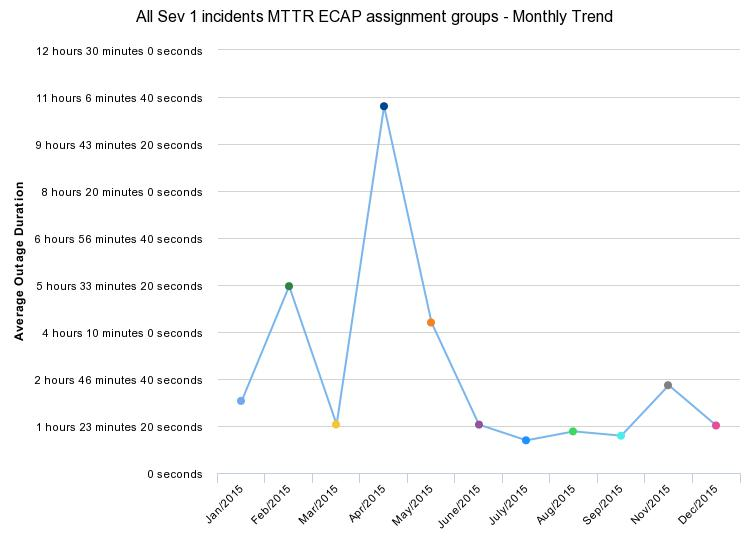 All Sev 1 incidents MTTR ECAP assignment groups - Monthly Trend
12 hours 30 minutes 0 seconds
11 hours 6 minutes 40 seconds
9 hours 43 minutes 20 seconds
8 hours 20 minutes 0 seconds
6 hours 56 minutes 40 seconds
5 hours 33 minutes 20 seconds
4 hours 10 minutes 0 seconds
2 hours 46 minutes 40 seconds
1 hours 23 minutes 20 seconds
0 seconds
Average Outage Duration
Jan/2015
Feb/2015
Mar/2015
Apr/2015
May/2015
June/2015
July/2015
Aug/2015
Sep/2015
Nov/2015
Dec/2015